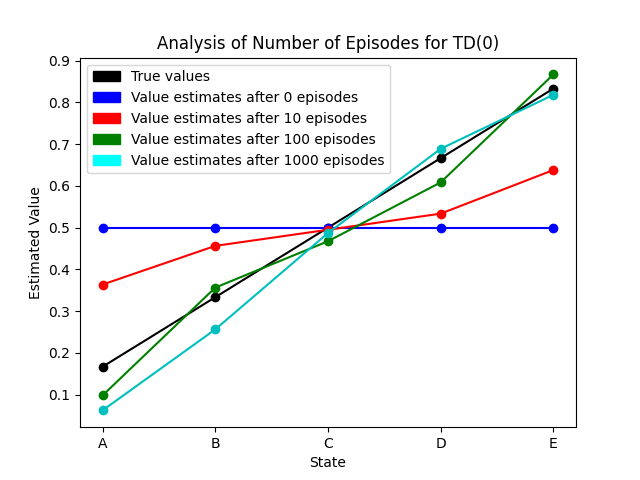 Analysis of Number of Episodes for TD(0)
True values
Value estimates after 0 episodes
Value estimates after 10 episodes
Value estimates after 100 episodes
Value estimates after 1000 episodes
Estimated Value
0.9
0.8
0.7
0.6
0.5
0.4
0.3
0.2
0.1
A B C D E
State